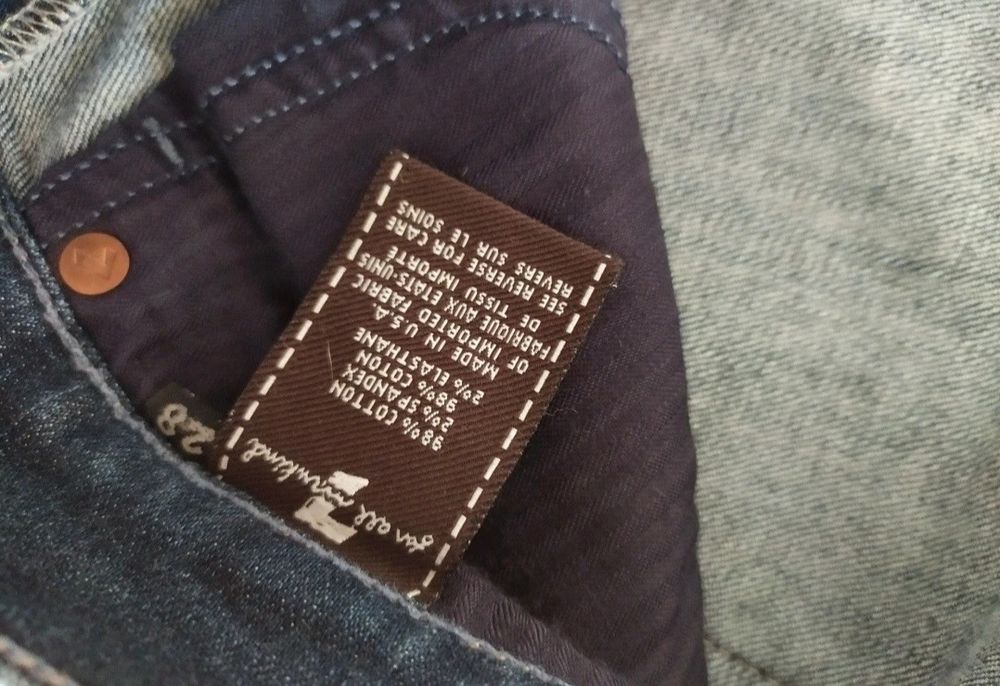 7
for all mankind
98% COTTON
2% SPANDEX
98% COTON
2% ELASTHANE
MADE IN U.S.A.
OF IMPORTED FABRIC
FABRIQUE AUX ETATS-UNIS
DE TISSU IMPORTÉ
SEE REVERSE FOR CARE
REVERS SUR LE SOINS
28